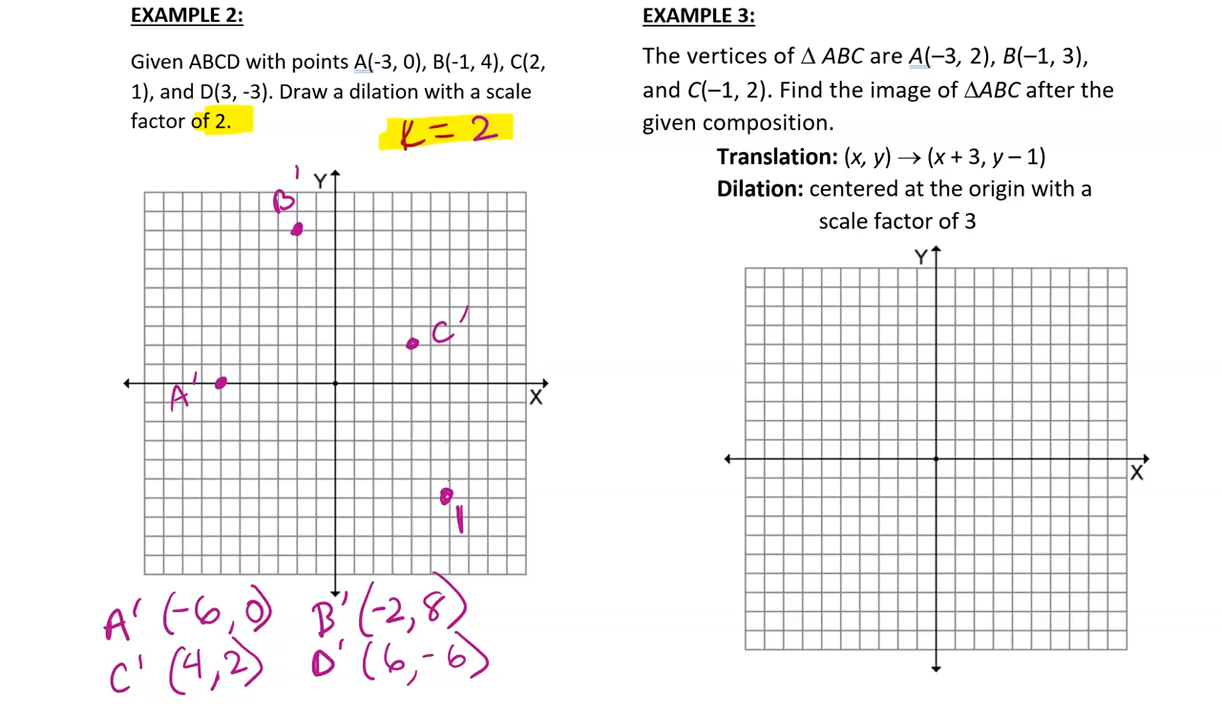 EXAMPLE 2:
Given ABCD with points A(-3, 0), B(-1, 4), C(2,
1), and D(3, -3). Draw a dilation with a scale
factor of 2.
K = 2
Y
B'
C'
A'
X
A' (-6, 0) B' (-2, 8)
C' (4, 2) D' (6, -6)
EXAMPLE 3:
The vertices of Δ ABC are A(−3, 2), B(−1, 3),
and C(−1, 2). Find the image of ΔABC after the
given composition.
Translation: (x, y) → (x + 3, y − 1)
Dilation: centered at the origin with a
scale factor of 3
Y
X